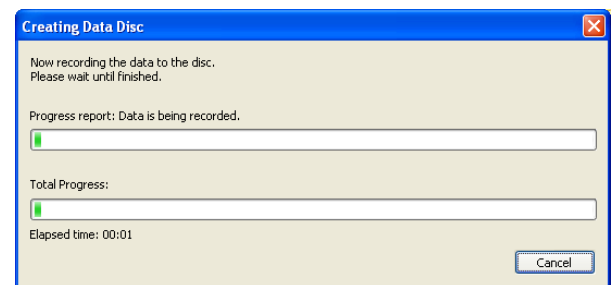 Creating Data Disc
Now recording the data to the disc.
Please wait until finished.
Progress report: Data is being recorded.
Total Progress:
Elapsed time: 00:01
Cancel